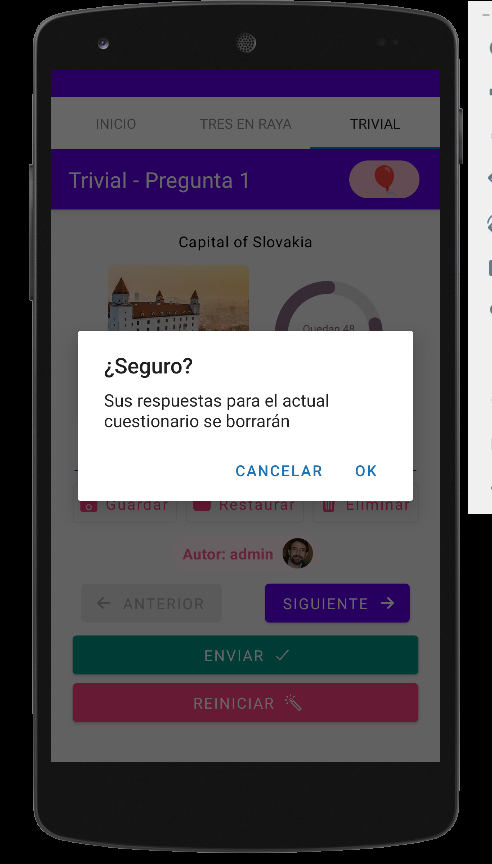 INICIO TRES EN RAYA TRIVIAL
Trivial - Pregunta 1
Capital of Slovakia
Quedan 48
¿Seguro?
Sus respuestas para el actual
cuestionario se borrarán
CANCELAR OK
Guardar Restaurar Eliminar
Autor: admin
ANTERIOR SIGUIENTE
ENVIAR
REINICIAR